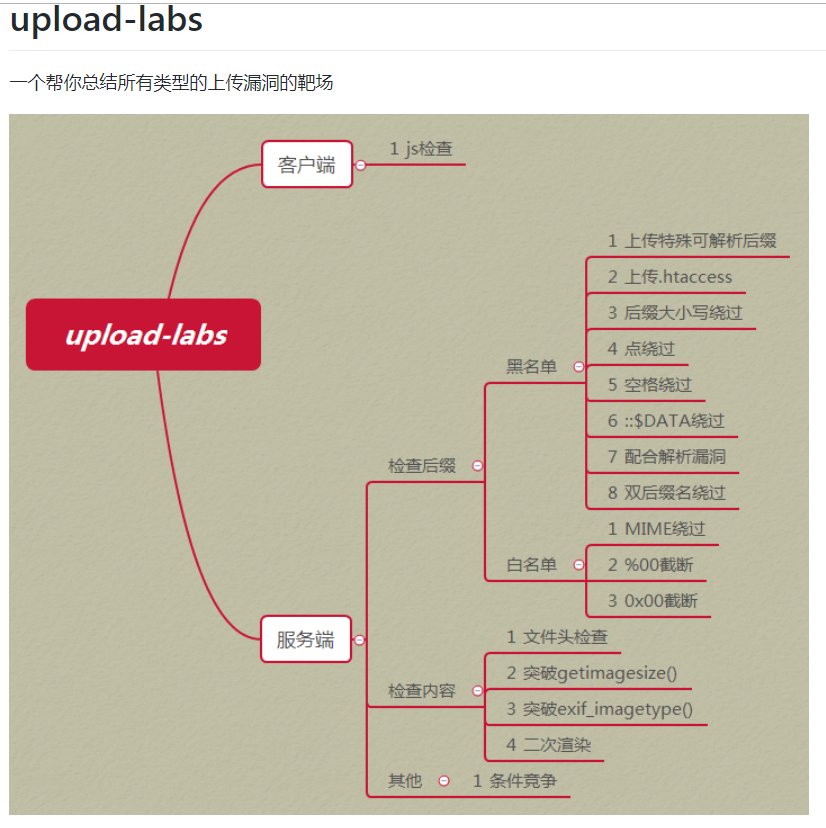 upload-labs
一个帮你总结所有类型的上传漏洞的靶场
客户端
1 js检查
upload-labs
服务端
检查后缀
黑名单
1 上传特殊可解析后缀
2 上传.htaccess
3 后缀大小写绕过
4 点绕过
5 空格绕过
6 ::$DATA绕过
7 配合解析漏洞
8 双后缀名绕过
白名单
1 MIME绕过
2 %00截断
3 0x00截断
检查内容
1 文件头检查
2 突破getimagesize()
3 突破exif_imagetype()
4 二次渲染
其他
1 条件竞争